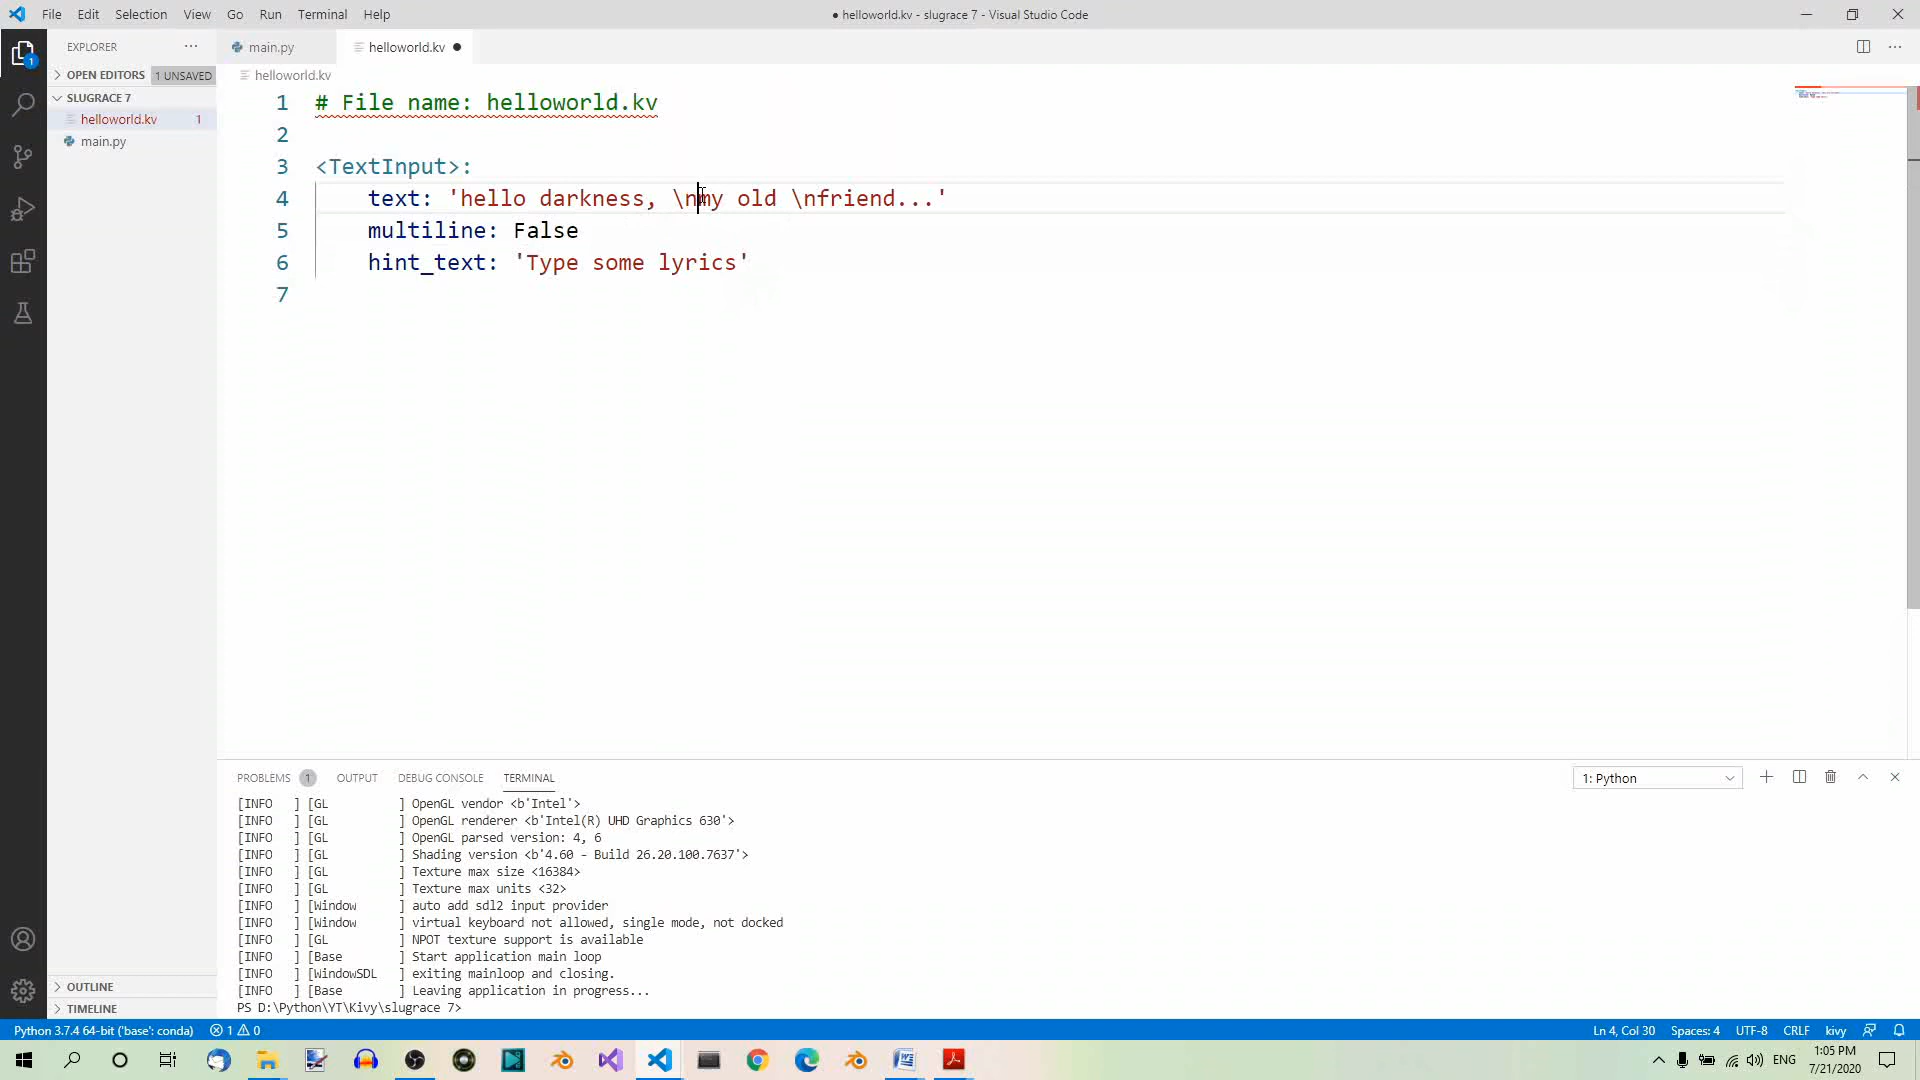 File Edit Selection View Go Run Terminal Help
● helloworld.kv - slugrace 7 - Visual Studio Code
EXPLORER ...
main.py
helloworld.kv ●
1
OPEN EDITORS 1 UNSAVED
helloworld.kv
SLUGRACE 7
helloworld.kv 1
main.py
1 # File name: helloworld.kv
2
3 <TextInput>:
4 text: 'hello darkness, \nmy old \nfriend...'
5 multiline: False
6 hint_text: 'Type some lyrics'
7
PROBLEMS 1 OUTPUT DEBUG CONSOLE TERMINAL
1: Python
[INFO   ] [GL          ] OpenGL vendor <b'Intel'>
[INFO   ] [GL          ] OpenGL renderer <b'Intel(R) UHD Graphics 630'>
[INFO   ] [GL          ] OpenGL parsed version: 4, 6
[INFO   ] [GL          ] Shading version <b'4.60 - Build 26.20.100.7637'>
[INFO   ] [GL          ] Texture max size <16384>
[INFO   ] [GL          ] Texture max units <32>
[INFO   ] [Window      ] auto add sdl2 input provider
[INFO   ] [Window      ] virtual keyboard not allowed, single mode, not docked
[INFO   ] [GL          ] NPOT texture support is available
[INFO   ] [Base        ] Start application main loop
[INFO   ] [WindowSDL   ] exiting mainloop and closing.
[INFO   ] [Base        ] Leaving application in progress...
PS D:\Python\YT\Kivy\slugrace 7>
OUTLINE
TIMELINE
Python 3.7.4 64-bit ('base': conda) 1 0
Ln 4, Col 30 Spaces: 4 UTF-8 CRLF kivy
ENG
1:05 PM
7/21/2020